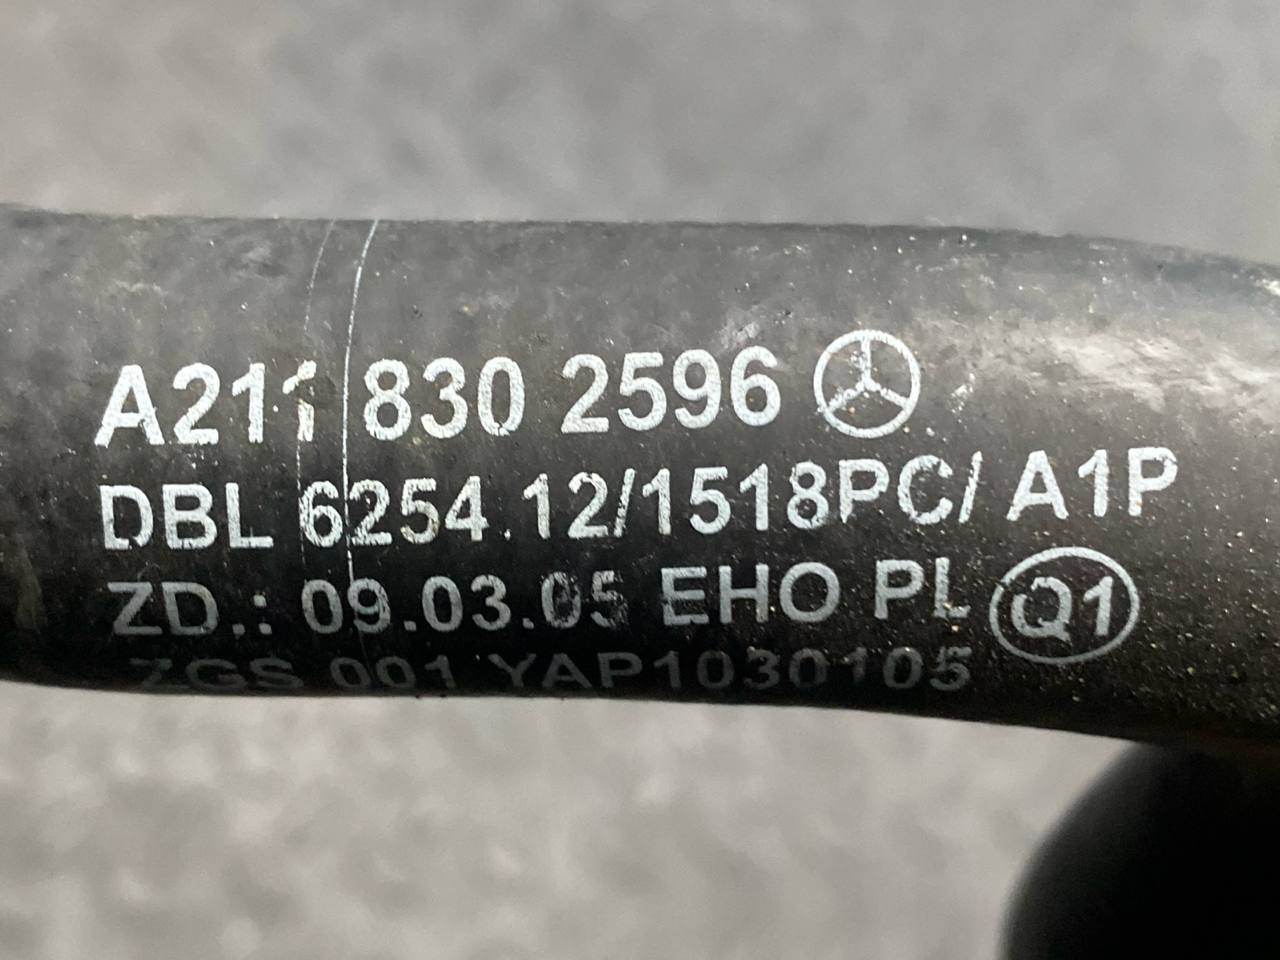 A211 830 2596
DBL 6254.12/1518PC/ A1P
ZD.: 09.03.05 EHO PL Q1
ZGS 001 YAP1030105